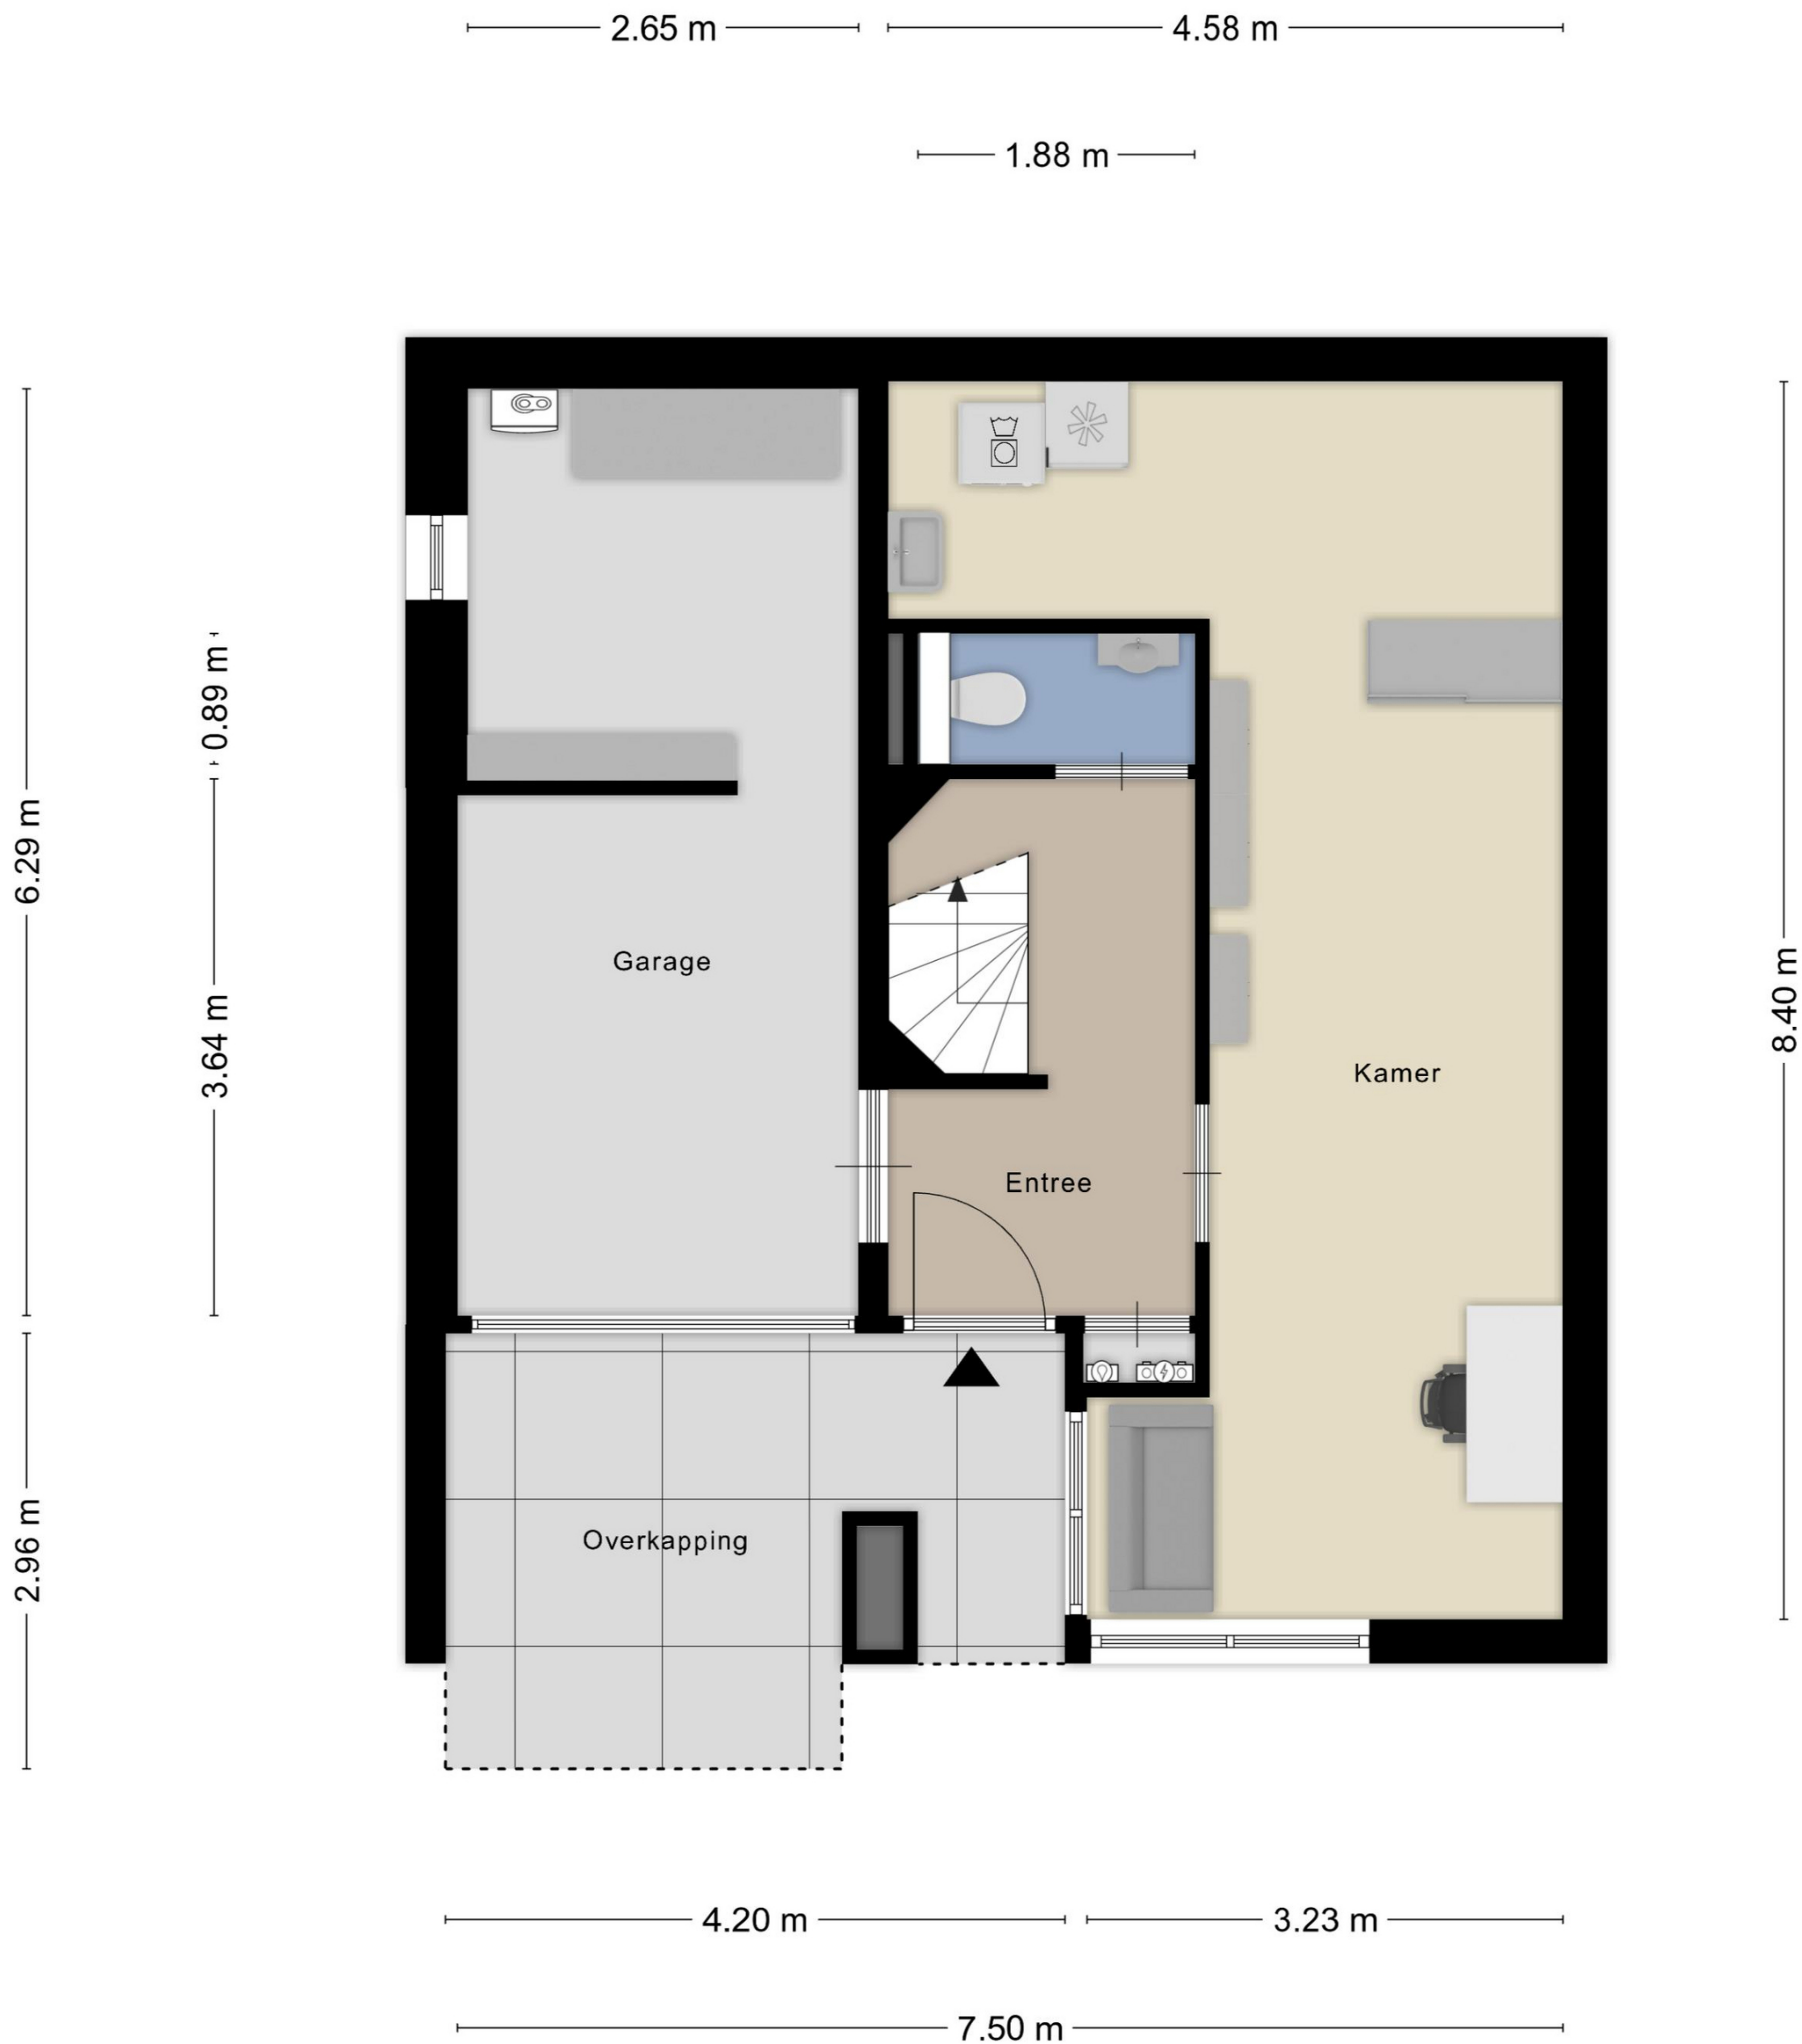 2.65 m
4.58 m
1.88 m
0.89 m
6.29 m
3.64 m
8.40 m
Garage
Kamer
Entree
Overkapping
2.96 m
4.20 m
3.23 m
7.50 m